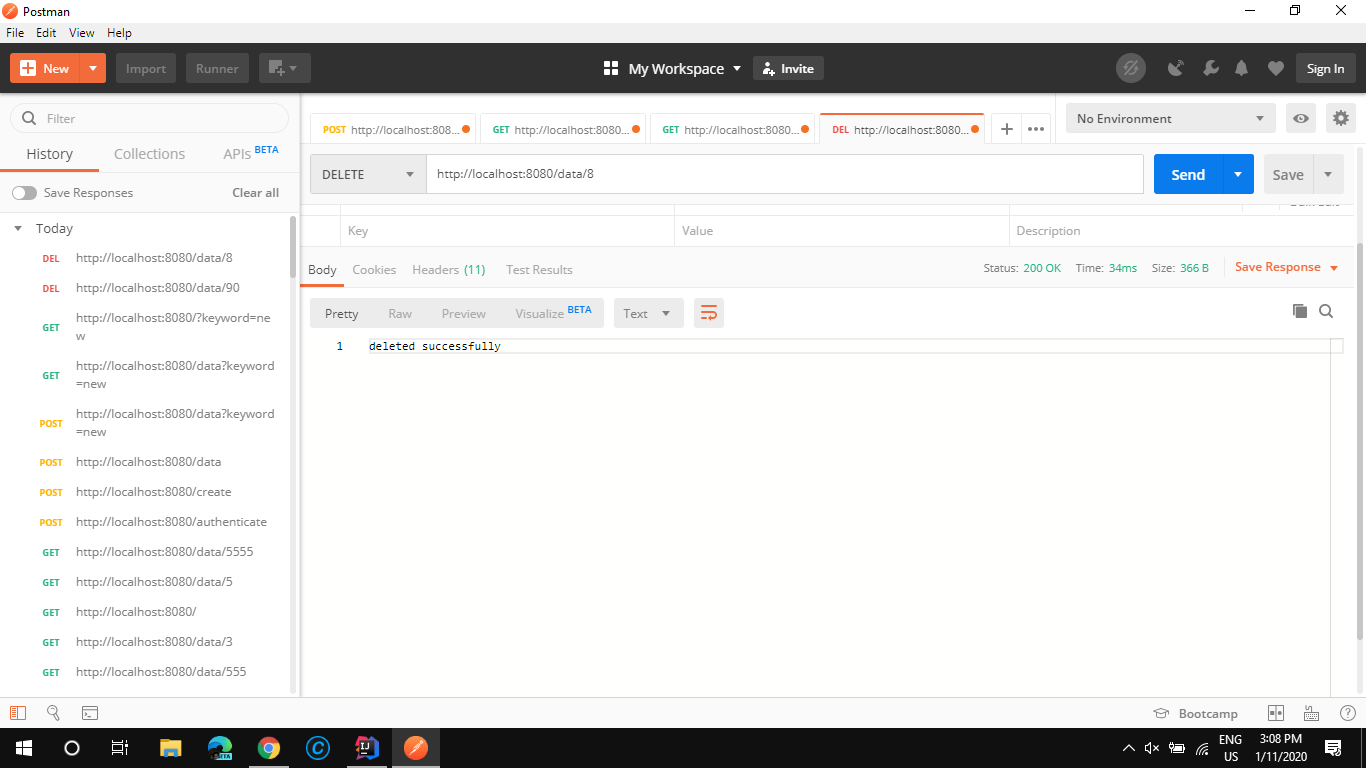 Postman
File Edit View Help
New Import Runner My Workspace Invite Sign In
Filter
History Collections APIs BETA
Save Responses Clear all
Today
DEL http://localhost:8080/data/8
DEL http://localhost:8080/data/90
GET http://localhost:8080/?keyword=ne
w
GET http://localhost:8080/data?keyword
=new
POST http://localhost:8080/data?keyword
=new
POST http://localhost:8080/data
POST http://localhost:8080/create
POST http://localhost:8080/authenticate
GET http://localhost:8080/data/5555
GET http://localhost:8080/data/5
GET http://localhost:8080/
GET http://localhost:8080/data/3
GET http://localhost:8080/data/555
POST http://localhost:808... GET http://localhost:8080... GET http://localhost:8080... DEL http://localhost:8080... No Environment
DELETE http://localhost:8080/data/8 Send Save
Key Value Description
Body Cookies Headers (11) Test Results Status: 200 OK Time: 34ms Size: 366 B Save Response
Pretty Raw Preview Visualize BETA Text
1 deleted successfully
Bootcamp
ENG
US
3:08 PM
1/11/2020